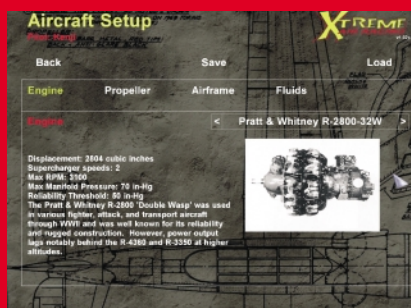 Aircraft Setup
XTREME
Pilot: Kenji
Back Save Load
Engine Propeller Airframe Fluids
Engine < Pratt & Whitney R-2800-32W >
Displacement: 2804 cubic inches
Supercharger speeds: 2
Max RPM: 3100
Max Manifold Pressure: 70 in-Hg
Reliability Threshold: 50 in-Hg
The Pratt & Whitney R-2800 'Double Wasp' was used
in various fighter, attack, and transport aircraft
through WWII and was well known for its reliability
and rugged construction. However, power output
lags notably behind the R-4360 and R-3350 at higher
altitudes.